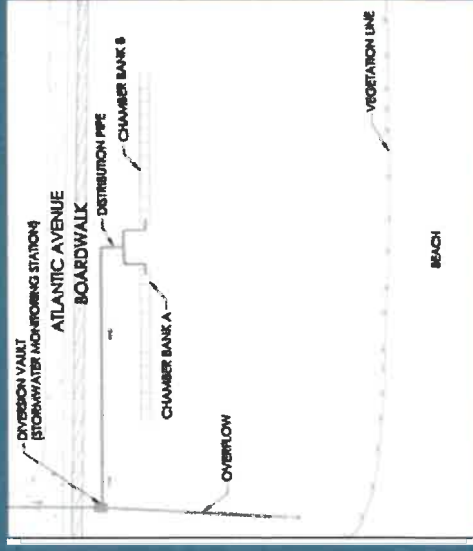 DIVERSION VAULT
(STORMWATER MONITORING STATION)
ATLANTIC AVENUE
BOARDWALK
DISTRIBUTION PIPE
CHAMBER BANK B
CHAMBER BANK A
OVERFLOW
VEGETATION LINE
BEACH